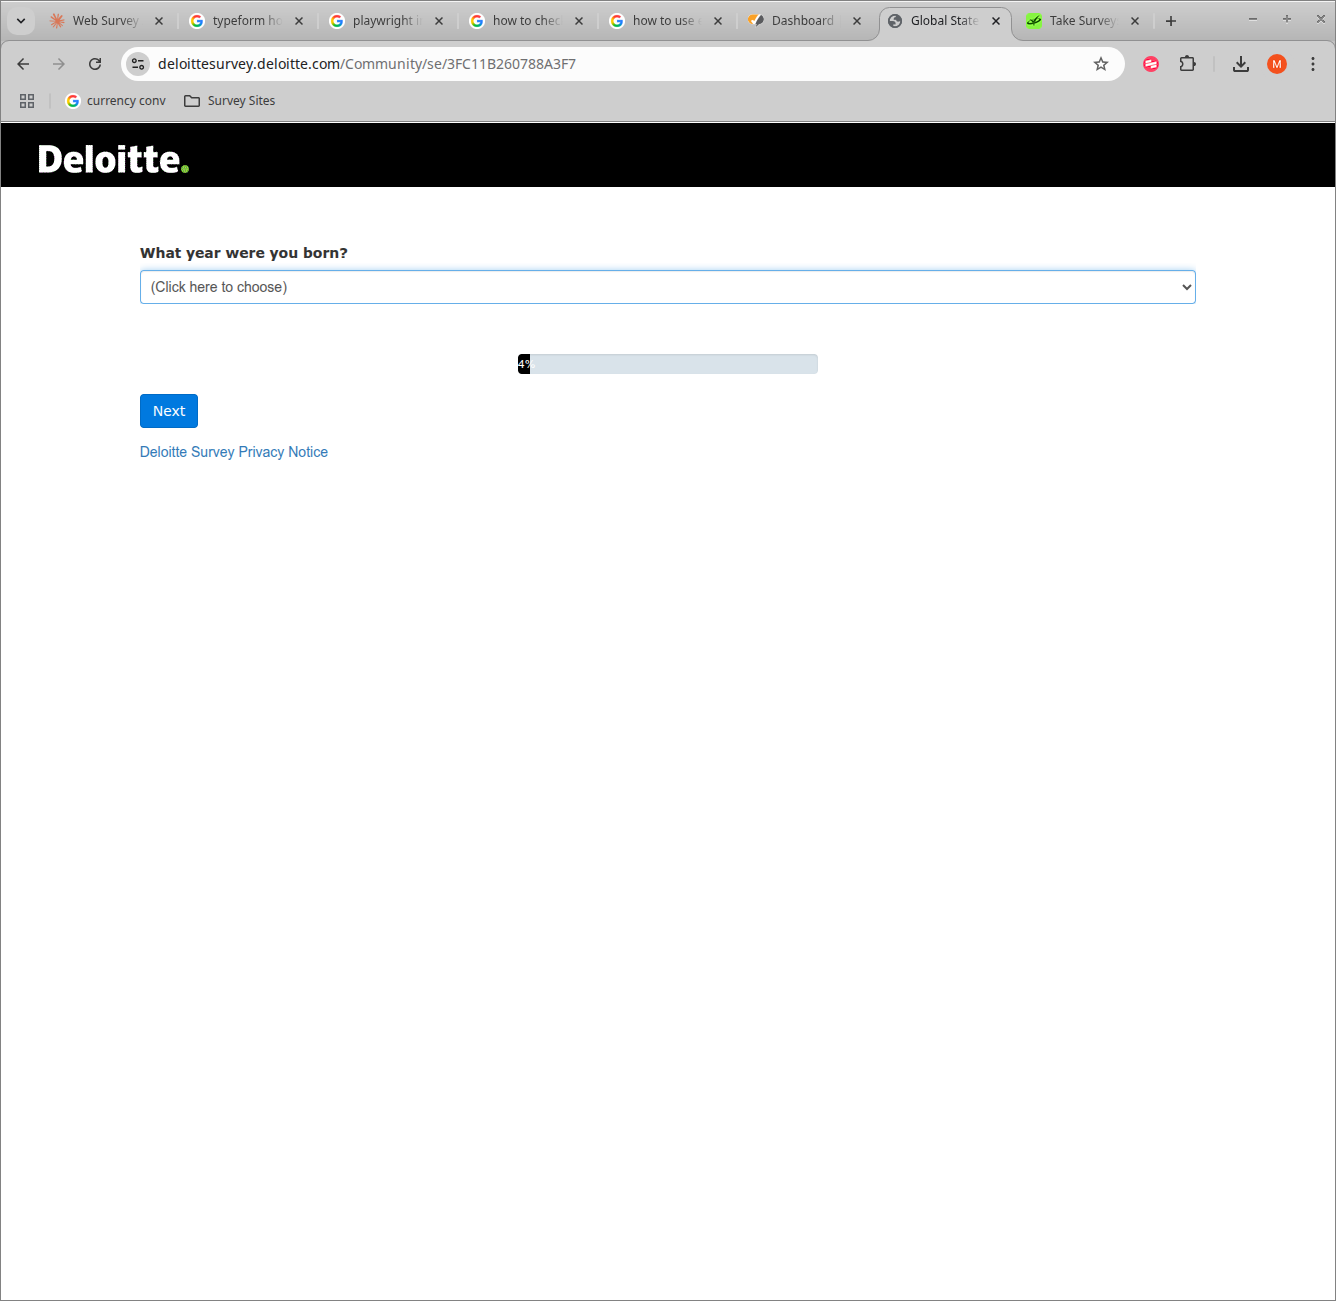 Web Survey
typeform ho
playwright i
how to chec
how to use
Dashboard
Global State
Take Survey
deloittesurvey.deloitte.com/Community/se/3FC11B260788A3F7
M
currency conv
Survey Sites
Deloitte.
What year were you born?
(Click here to choose)
4%
Next
Deloitte Survey Privacy Notice